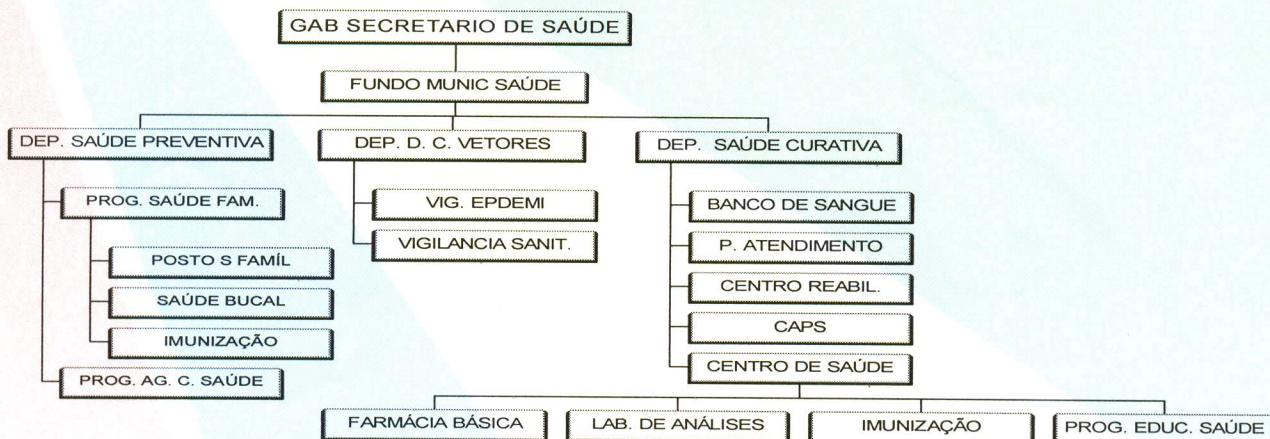 GAB SECRETARIO DE SAÚDE
FUNDO MUNIC SAÚDE
DEP. SAÚDE PREVENTIVA
DEP. D. C. VETORES
DEP. SAÚDE CURATIVA
PROG. SAÚDE FAM.
POSTO S FAMÍL
SAÚDE BUCAL
IMUNIZAÇÃO
PROG. AG. C. SAÚDE
VIG. EPDEMI
VIGILANCIA SANIT.
BANCO DE SANGUE
P. ATENDIMENTO
CENTRO REABIL.
CAPS
CENTRO DE SAÚDE
FARMÁCIA BÁSICA
LAB. DE ANÁLISES
IMUNIZAÇÃO
PROG. EDUC. SAÚDE